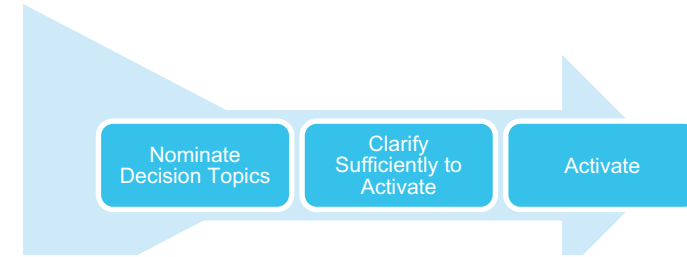 Nominate
Decision Topics
Clarify
Sufficiently to
Activate
Activate